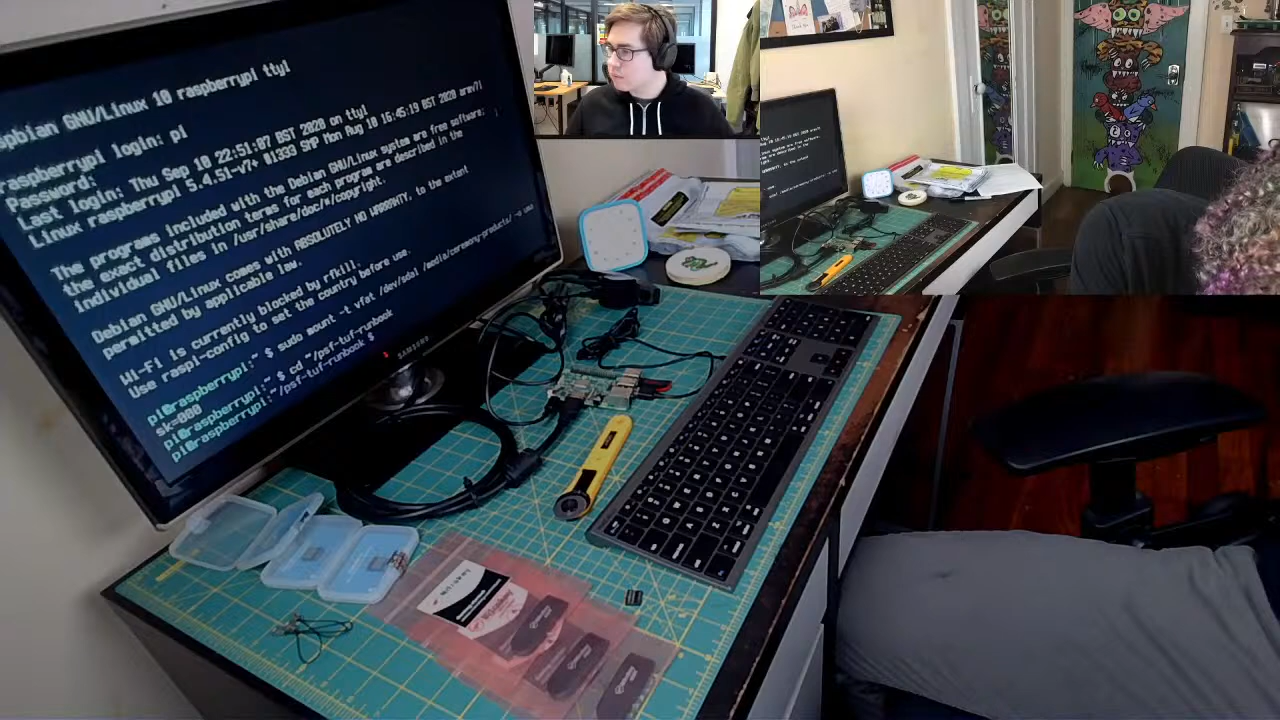 Debian GNU/Linux 10 raspberrypi tty1
raspberrypi login: pi
Password:
Last login: Thu Sep 10 22:51:07 BST 2020 on tty1
Linux raspberrypi 5.4.51-v7+ #1333 SMP Mon Aug 10 16:45:19 BST 2020 armv7l
The programs included with the Debian GNU/Linux system are free software;
the exact distribution terms for each program are described in the
individual files in /usr/share/doc/*/copyright.
Debian GNU/Linux comes with ABSOLUTELY NO WARRANTY, to the extent
permitted by applicable law.
Wi-Fi is currently blocked by rfkill.
Use raspi-config to set the country before use.
pi@raspberrypi:~ $ sudo mount -t vfat /dev/sda1 /media/ceremony-products/ -o
pi@raspberrypi:~ $ cd ~/psf-tuf-runbook
pi@raspberrypi:~/psf-tuf-runbook $
SAMSUNG